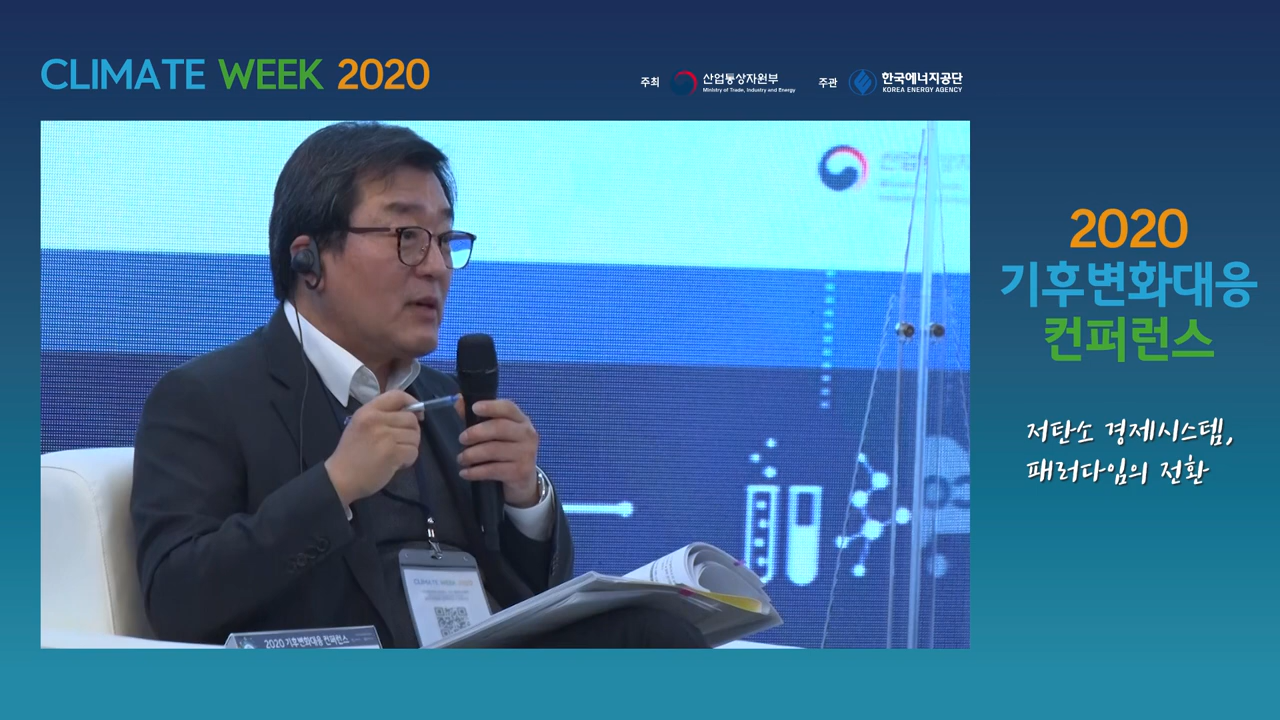 CLIMATE WEEK 2020
주최
산업통상자원부
Ministry of Trade, Industry and Energy
주관
한국에너지공단
KOREA ENERGY AGENCY
2020
기후변화대응
컨퍼런스
저탄소 경제시스템,
패러다임의 전환
CLIMATE WEEK 2020
2020 기후변화대응 컨퍼런스